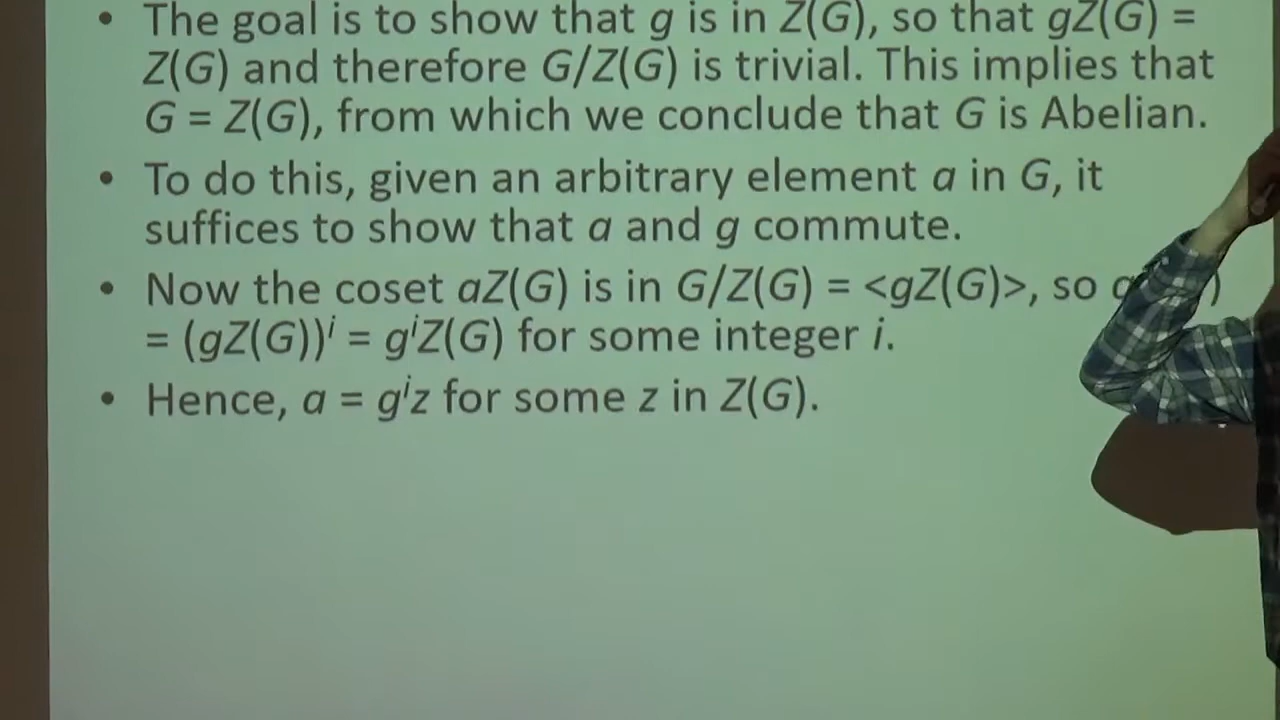 • The goal is to show that g is in Z(G), so that gZ(G) =
Z(G) and therefore G/Z(G) is trivial. This implies that
G = Z(G), from which we conclude that G is Abelian.
• To do this, given an arbitrary element a in G, it
suffices to show that a and g commute.
• Now the coset aZ(G) is in G/Z(G) = <gZ(G)>, so )
= (gZ(G))ⁱ = gⁱZ(G) for some integer i.
• Hence, a = gⁱz for some z in Z(G).